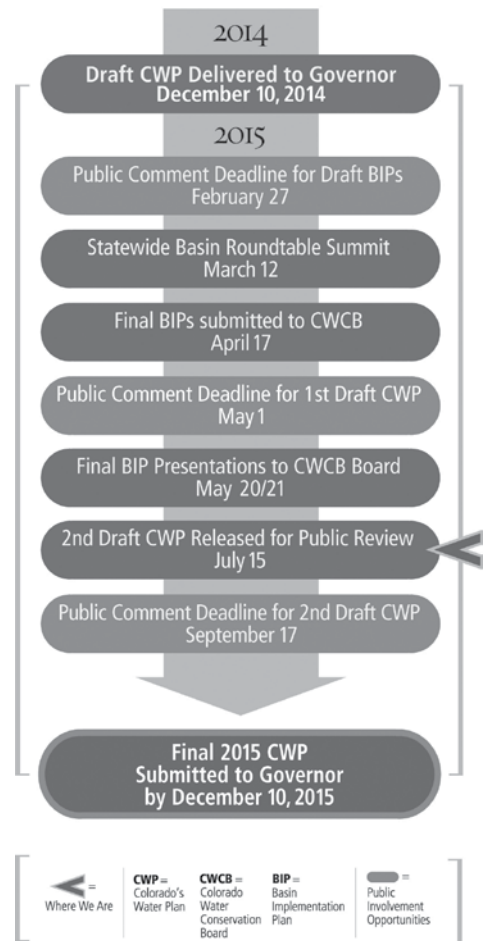 2014
Draft CWP Delivered to Governor
December 10, 2014
2015
Public Comment Deadline for Draft BIPs
February 27
Statewide Basin Roundtable Summit
March 12
Final BIPs submitted to CWCB
April 17
Public Comment Deadline for 1st Draft CWP
May 1
Final BIP Presentations to CWCB Board
May 20/21
2nd Draft CWP Released for Public Review
July 15
Public Comment Deadline for 2nd Draft CWP
September 17
Final 2015 CWP
Submitted to Governor
by December 10, 2015
=
Where We Are
CWP =
Colorado's
Water Plan
CWCB =
Colorado
Water
Conservation
Board
BIP =
Basin
Implementation
Plan
=
Public
Involvement
Opportunities